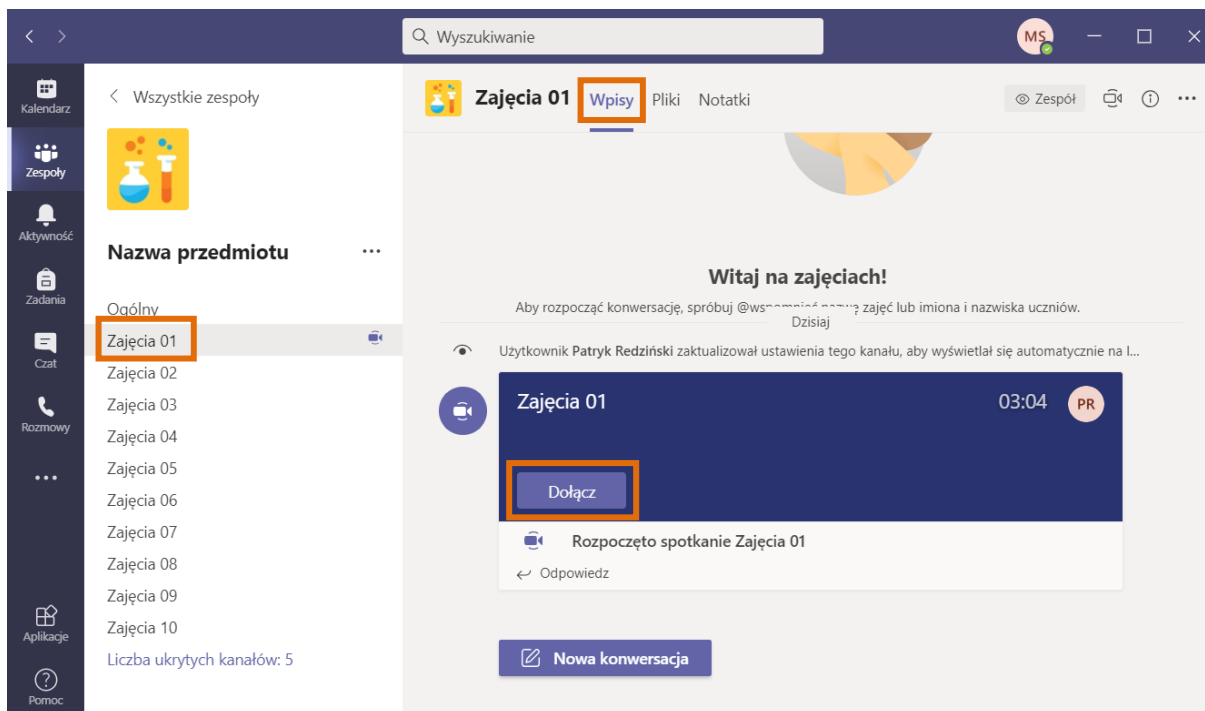 Wyszukiwanie
MS
Kalendarz
Zespoły
Aktywność
Zadania
Czat
Rozmowy
Aplikacje
Pomoc
Wszystkie zespoły
Nazwa przedmiotu
Ogólny
Zajęcia 01
Zajęcia 02
Zajęcia 03
Zajęcia 04
Zajęcia 05
Zajęcia 06
Zajęcia 07
Zajęcia 08
Zajęcia 09
Zajęcia 10
Liczba ukrytych kanałów: 5
Zajęcia 01 Wpisy Pliki Notatki Zespół
Witaj na zajęciach!
Aby rozpocząć konwersację, spróbuj zajęć lub imiona i nazwiska uczniów.
Dzisiaj
Użytkownik Patryk Redziński zaktualizował ustawienia tego kanału, aby wyświetlał się automatycznie na l...
Zajęcia 01 03:04 PR
Dołącz
Rozpoczęto spotkanie Zajęcia 01
Odpowiedz
Nowa konwersacja